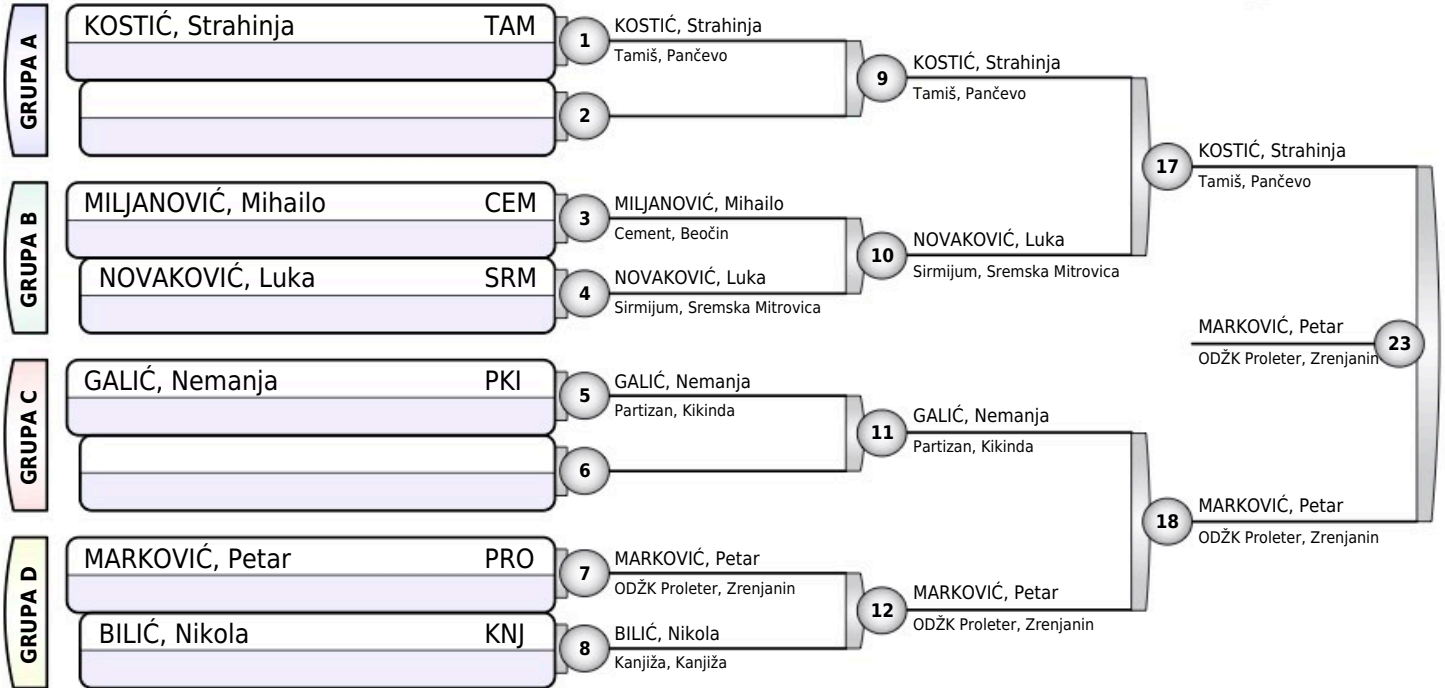 GRUPA A
KOSTIĆ, Strahinja TAM
1
KOSTIĆ, Strahinja
Tamiš, Pančevo
2
9
KOSTIĆ, Strahinja
Tamiš, Pančevo
GRUPA B
MILJANOVIĆ, Mihailo CEM
3
MILJANOVIĆ, Mihailo
Cement, Beočin
NOVAKOVIĆ, Luka SRM
4
NOVAKOVIĆ, Luka
Sirmijum, Sremska Mitrovica
10
NOVAKOVIĆ, Luka
Sirmijum, Sremska Mitrovica
17
KOSTIĆ, Strahinja
Tamiš, Pančevo
GRUPA C
GALIĆ, Nemanja PKI
5
GALIĆ, Nemanja
Partizan, Kikinda
6
11
GALIĆ, Nemanja
Partizan, Kikinda
GRUPA D
MARKOVIĆ, Petar PRO
7
MARKOVIĆ, Petar
ODŽK Proleter, Zrenjanin
BILIĆ, Nikola KNJ
8
BILIĆ, Nikola
Kanjiža, Kanjiža
12
MARKOVIĆ, Petar
ODŽK Proleter, Zrenjanin
18
MARKOVIĆ, Petar
ODŽK Proleter, Zrenjanin
MARKOVIĆ, Petar
ODŽK Proleter, Zrenjanin
23